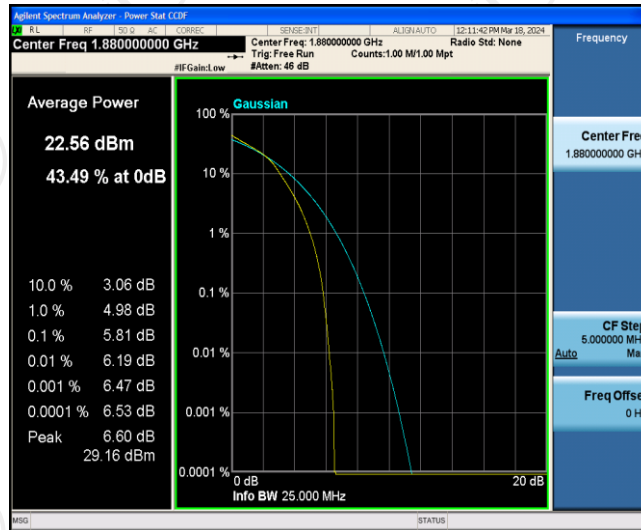 Agilent Spectrum Analyzer - Power Stat CCDF
RL RF 50 Ω AC CORREC SENSE:INT ALIGNAUTO 12:11:42 PM Mar 18, 2024
Center Freq 1.880000000 GHz
Center Freq: 1.880000000 GHz Radio Std: None
Trig: Free Run Counts:1.00 M/1.00 Mpt
#IFGain:Low #Atten: 46 dB
Frequency
Center Fre
1.880000000 GH
CF Ste
5.000000 MH
Auto Ma
Freq Offse
0 H
Average Power
22.56 dBm
43.49 % at 0dB
10.0 % 3.06 dB
1.0 % 4.98 dB
0.1 % 5.81 dB
0.01 % 6.19 dB
0.001 % 6.47 dB
0.0001 % 6.53 dB
Peak 6.60 dB
29.16 dBm
Gaussian
100 %
10 %
1 %
0.1 %
0.01 %
0.001 %
0.0001 %
0 dB 20 dB
Info BW 25.000 MHz
MSG STATUS